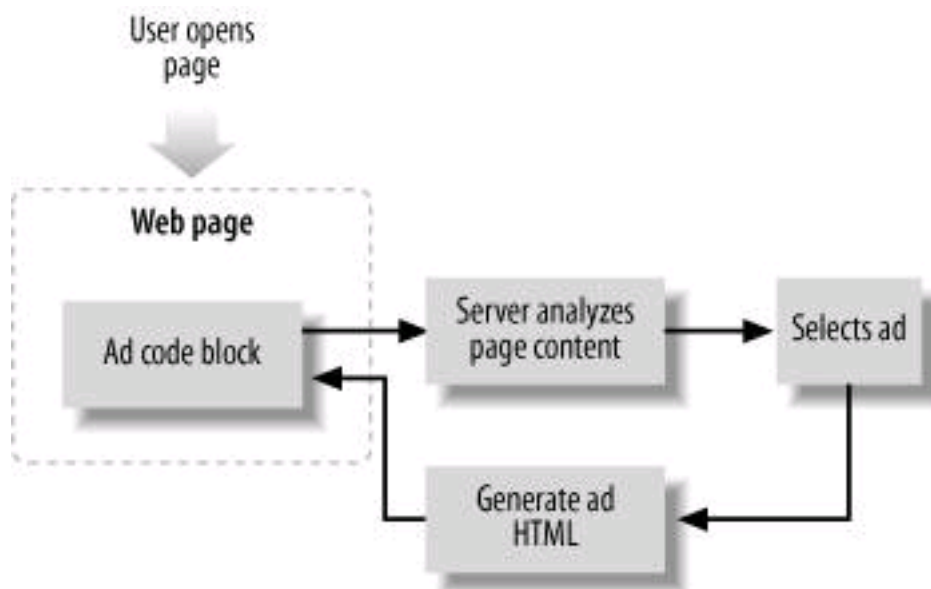 User opens
page
Web page
Ad code block
Server analyzes
page content
Selects ad
Generate ad
HTML